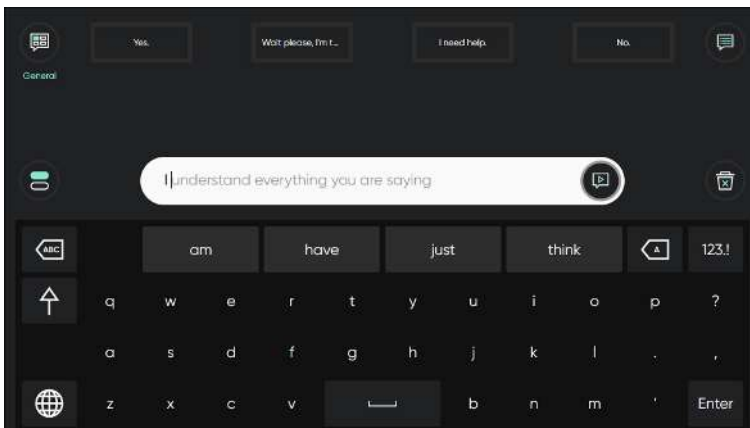 Yes.
Wait please, I'm t...
I need help.
No.
General
I understand everything you are saying
ABC
am
have
just
think
A
123.!
q w e r t y u i o p ?
a s d f g h j k l . ,
z x c v b n m ' Enter